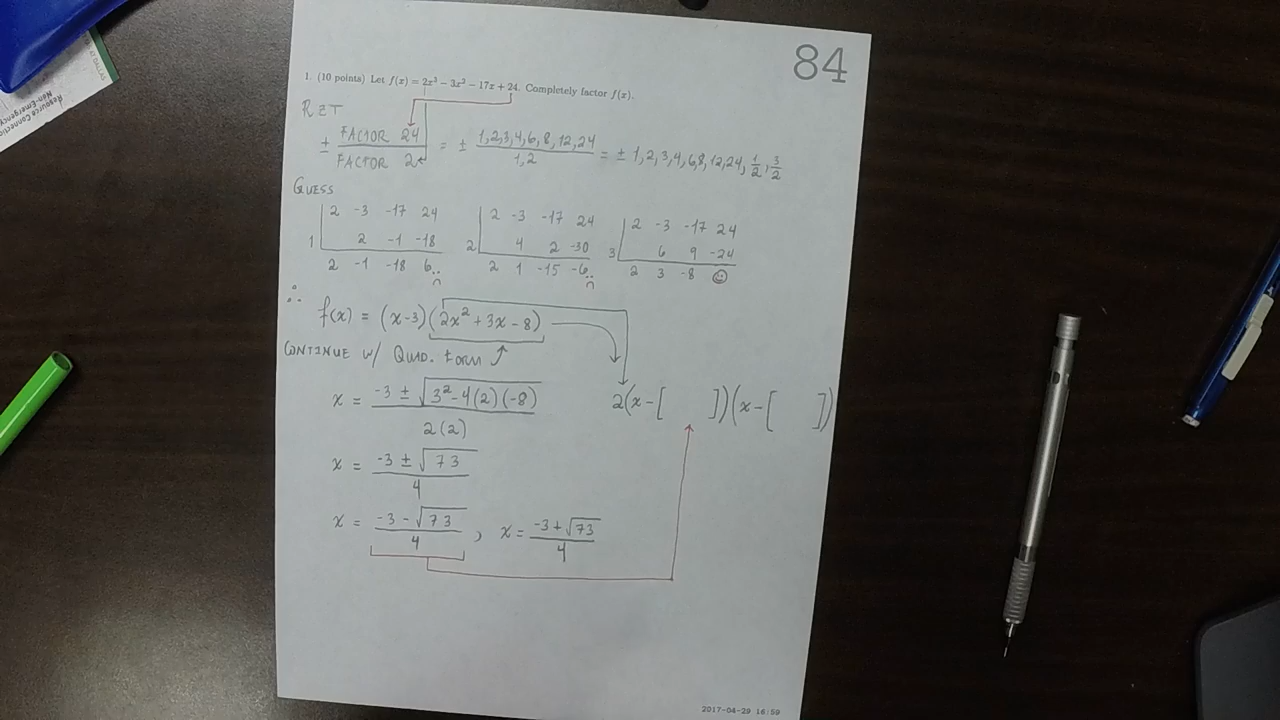 84
1. (10 points) Let f(x) = 2x³ − 3x² − 17x + 24. Completely factor f(x).
RZT
± FACTOR 24 / FACTOR 2 = ± 1,2,3,4,6,8,12,24 / 1,2 = ± 1,2,3,4,6,8,12,24, 1/2, 3/2
GUESS
2 -3 -17 24 2 -3 -17 24 2 -3 -17 24
1 2 -1 -18 2 4 2 -30 3 6 9 -24
2 -1 -18 6 2 1 -15 -6 2 3 -8 ☺
∴ f(x) = (x-3)(2x² + 3x - 8)
CONTINUE W/ QUAD. FORM
x = -3 ± √3² - 4(2)(-8) / 2(2) 2(x-[ ])(x-[ ])
x = -3 ± √73 / 4
x = -3 - √73 / 4 , x = -3 + √73 / 4
2017-04-29 16:59
Resource Connection
Non-Emergency